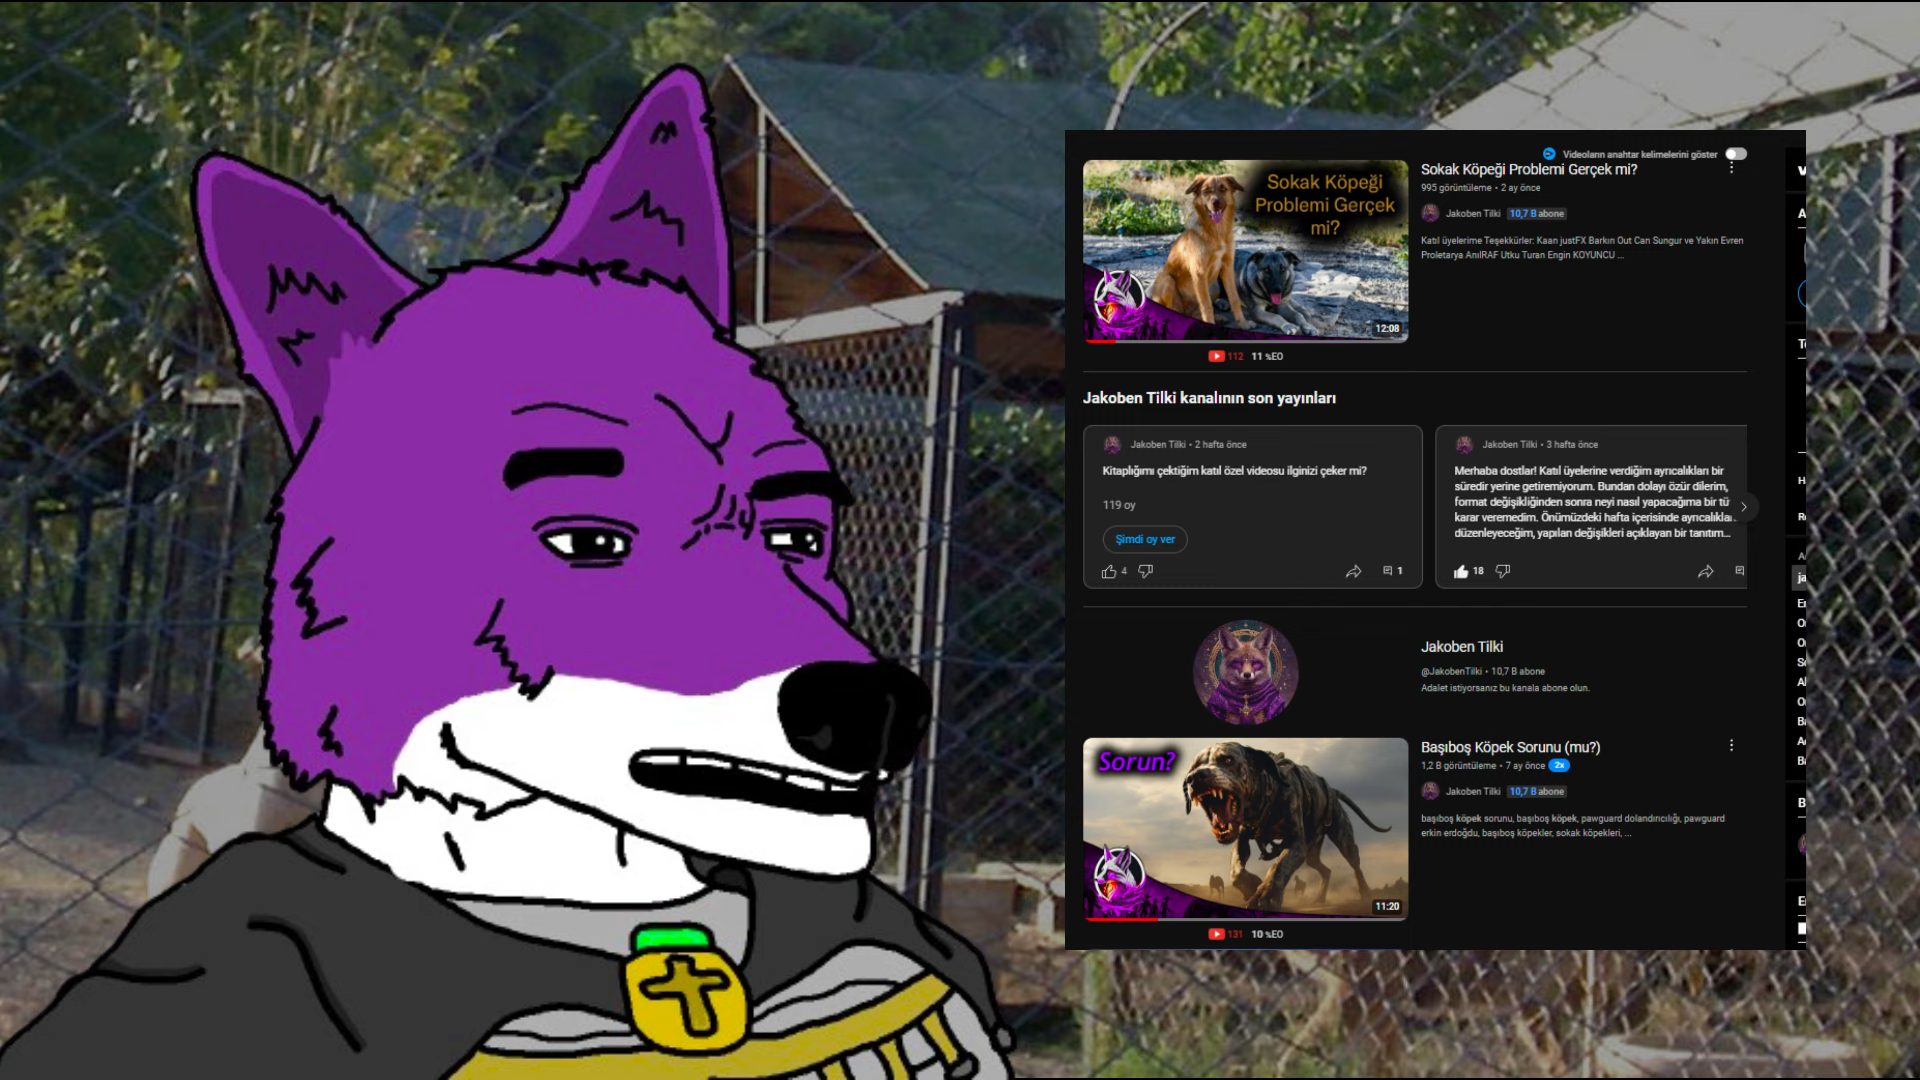 Videoların anahtar kelimelerini göster
Sokak Köpeği
Problemi Gerçek
mi?
12:08
112 11 %EO
Sokak Köpeği Problemi Gerçek mi?
995 görüntüleme • 2 ay önce
Jakoben Tilki 10,7 B abone
Katıl üyelerime Teşekkürler: Kaan justFX Barkın Out Can Sungur ve Yakın Evren
Proletarya AnılRAF Utku Turan Engin KOYUNCU ...
Jakoben Tilki kanalının son yayınları
Jakoben Tilki • 2 hafta önce
Kitaplığımı çektiğim katıl özel videosu ilginizi çeker mi?
119 oy
Şimdi oy ver
4
1
Jakoben Tilki • 3 hafta önce
Merhaba dostlar! Katıl üyelerine verdiğim ayrıcalıkları bir
süredir yerine getiremiyorum. Bundan dolayı özür dilerim,
format değişikliğinden sonra neyi nasıl yapacağıma bir tü
karar veremedim. Önümüzdeki hafta içerisinde ayrıcalıkla...
düzenleyeceğim, yapılan değişikleri açıklayan bir tanıtım...
18
Jakoben Tilki
@JakobenTilki • 10,7 B abone
Adalet istiyorsanız bu kanala abone olun.
Sorun?
11:20
131 10 %EO
Başıboş Köpek Sorunu (mu?)
1,2 B görüntüleme • 7 ay önce 2x
Jakoben Tilki 10,7 B abone
başıboş köpek sorunu, başıboş köpek, pawguard dolandırıcılığı, pawguard
erkin erdoğdu, başıboş köpekler, sokak köpekleri, ...